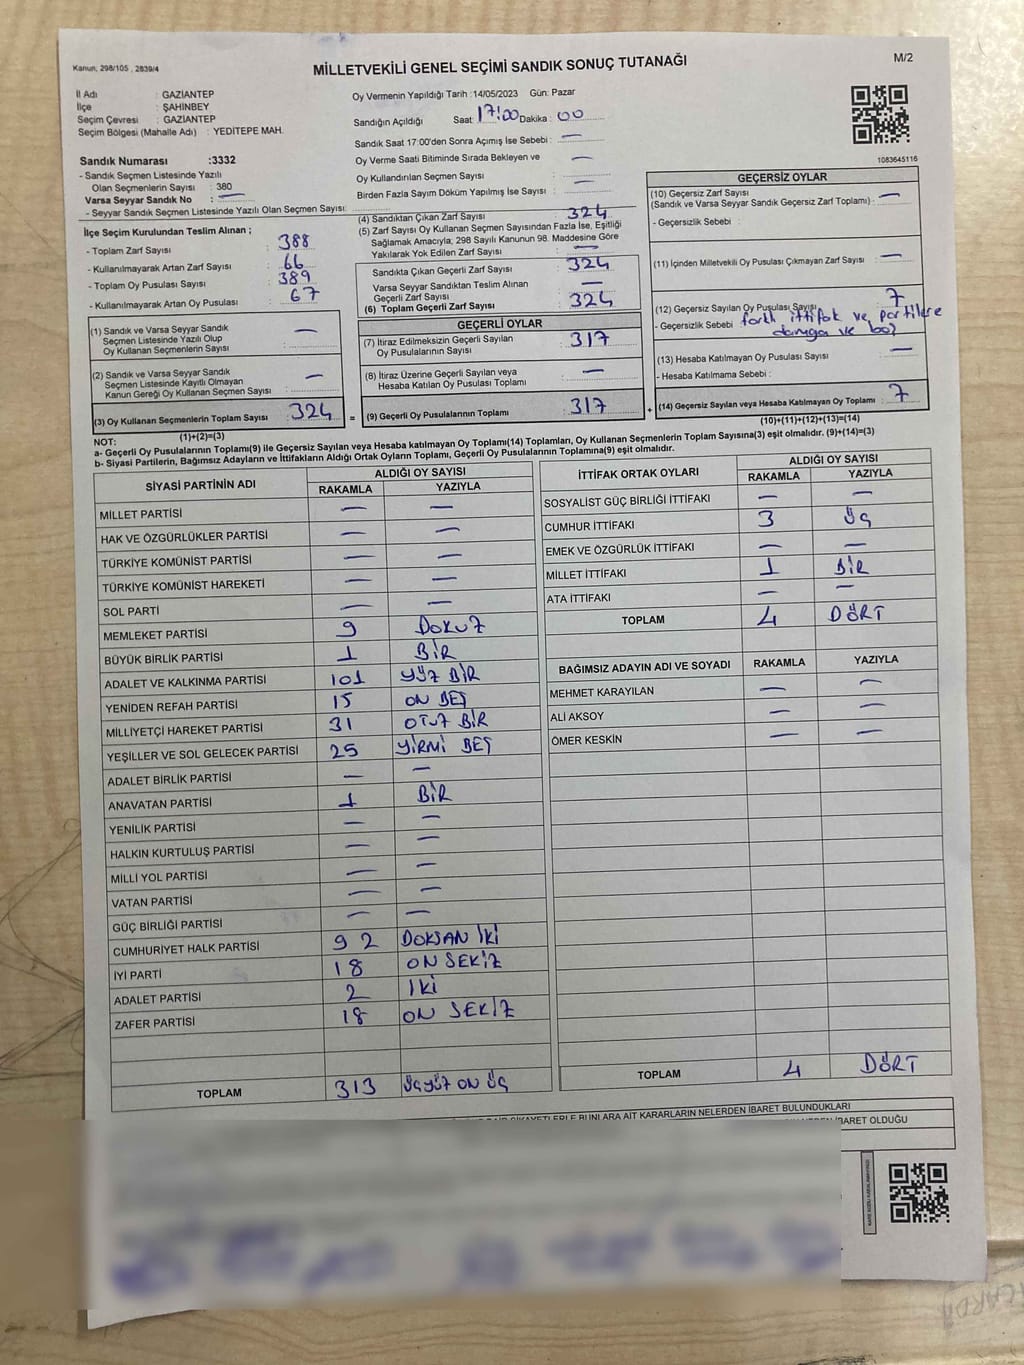 Kanun; 298/105 , 2839/4
MİLLETVEKİLİ GENEL SEÇİMİ SANDIK SONUÇ TUTANAĞI
M/2
İl Adı : GAZİANTEP
İlçe : ŞAHİNBEY
Seçim Çevresi : GAZİANTEP
Seçim Bölgesi (Mahalle Adı) : YEDİTEPE MAH.
Sandık Numarası :3332
- Sandık Seçmen Listesinde Yazılı
Olan Seçmenlerin Sayısı : 380
Varsa Seyyar Sandık No : —
- Seyyar Sandık Seçmen Listesinde Yazılı Olan Seçmen Sayısı:
Oy Vermenin Yapıldığı Tarih :14/05/2023 Gün: Pazar
Sandığın Açıldığı Saat: 17:00 Dakika : 00
Sandık Saat 17:00'den Sonra Açımış İse Sebebi : —
Oy Verme Saati Bitiminde Sırada Bekleyen ve —
Oy Kullandırılan Seçmen Sayısı
Birden Fazla Sayım Döküm Yapılmış İse Sayısı —
1083645116
İlçe Seçim Kurulundan Teslim Alınan ;
- Toplam Zarf Sayısı : 388
- Kullanılmayarak Artan Zarf Sayısı : 66
- Toplam Oy Pusulası Sayısı : 389
- Kullanılmayarak Artan Oy Pusulası : 67
(1) Sandık ve Varsa Seyyar Sandık
Seçmen Listesinde Yazılı Olup —
Oy Kullanan Seçmenlerin Sayısı
(2) Sandık ve Varsa Seyyar Sandık
Seçmen Listesinde Kayıtlı Olmayan —
Kanun Gereği Oy Kullanan Seçmen Sayısı
(3) Oy Kullanan Seçmenlerin Toplam Sayısı : 324
(1)+(2)=(3)
(4) Sandıktan Çıkan Zarf Sayısı : 324
(5) Zarf Sayısı Oy Kullanan Seçmen Sayısından Fazla İse, Eşitliği
Sağlamak Amacıyla, 298 Sayılı Kanunun 98. Maddesine Göre
Yakılarak Yok Edilen Zarf Sayısı : —
Sandıkta Çıkan Geçerli Zarf Sayısı : 324
Varsa Seyyar Sandıktan Teslim Alınan
Geçerli Zarf Sayısı : —
(6) Toplam Geçerli Zarf Sayısı : 324
GEÇERLİ OYLAR
(7) İtiraz Edilmeksizin Geçerli Sayılan
Oy Pusulalarının Sayısı : 317
(8) İtiraz Üzerine Geçerli Sayılan veya
Hesaba Katılan Oy Pusulası Toplamı : —
= (9) Geçerli Oy Pusulalarının Toplamı : 317
GEÇERSİZ OYLAR
(10) Geçersiz Zarf Sayısı
(Sandık ve Varsa Seyyar Sandık Geçersiz Zarf Toplamı) : —
- Geçersizlik Sebebi :
(11) İçinden Milletvekili Oy Pusulası Çıkmayan Zarf Sayısı : —
(12) Geçersiz Sayılan Oy Pusulası Sayısı : 7
- Geçersizlik Sebebi : farklı ittifak ve partilere
damga ve boş
(13) Hesaba Katılmayan Oy Pusulası Sayısı : —
- Hesaba Katılmama Sebebi :
+ (14) Geçersiz Sayılan veya Hesaba Katılmayan Oy Toplamı : 7
(10)+(11)+(12)+(13)=(14)
NOT:
a- Geçerli Oy Pusulalarının Toplamı(9) ile Geçersiz Sayılan veya Hesaba katılmayan Oy Toplamı(14) Toplamları, Oy Kullanan Seçmenlerin Toplam Sayısına(3) eşit olmalıdır. (9)+(14)=(3)
b- Siyasi Partilerin, Bağımsız Adayların ve İttifakların Aldığı Ortak Oyların Toplamı, Geçerli Oy Pusulalarının Toplamına(9) eşit olmalıdır.
SİYASİ PARTİNİN ADI ALDIĞI OY SAYISI
RAKAMLA YAZIYLA
MİLLET PARTİSİ — —
HAK VE ÖZGÜRLÜKLER PARTİSİ — —
TÜRKİYE KOMÜNİST PARTİSİ — —
TÜRKİYE KOMÜNİST HAREKETİ — —
SOL PARTİ — —
MEMLEKET PARTİSİ 9 DOKUZ
BÜYÜK BİRLİK PARTİSİ 1 BİR
ADALET VE KALKINMA PARTİSİ 101 YÜZ BİR
YENİDEN REFAH PARTİSİ 15 ON BEŞ
MİLLİYETÇİ HAREKET PARTİSİ 31 OTUZ BİR
YEŞİLLER VE SOL GELECEK PARTİSİ 25 YİRMİ BEŞ
ADALET BİRLİK PARTİSİ — —
ANAVATAN PARTİSİ 1 BİR
YENİLİK PARTİSİ — —
HALKIN KURTULUŞ PARTİSİ — —
MİLLİ YOL PARTİSİ — —
VATAN PARTİSİ — —
GÜÇ BİRLİĞİ PARTİSİ — —
CUMHURİYET HALK PARTİSİ 92 DOKSAN İKİ
İYİ PARTİ 18 ON SEKİZ
ADALET PARTİSİ 2 İKİ
ZAFER PARTİSİ 18 ON SEKİZ
TOPLAM 313 ÜÇYÜZ ON ÜÇ
İTTİFAK ORTAK OYLARI ALDIĞI OY SAYISI
RAKAMLA YAZIYLA
SOSYALİST GÜÇ BİRLİĞİ İTTİFAKI — —
CUMHUR İTTİFAKI 3 ÜÇ
EMEK VE ÖZGÜRLÜK İTTİFAKI — —
MİLLET İTTİFAKI 1 BİR
ATA İTTİFAKI — —
TOPLAM 4 DÖRT
BAĞIMSIZ ADAYIN ADI VE SOYADI RAKAMLA YAZIYLA
MEHMET KARAYILAN — —
ALİ AKSOY — —
ÖMER KESKİN — —
TOPLAM 4 DÖRT
ŞİKAYETLERLE BUNLARA AİT KARARLARIN NELERDEN İBARET BULUNDUKLARI
İBARET OLDUĞU